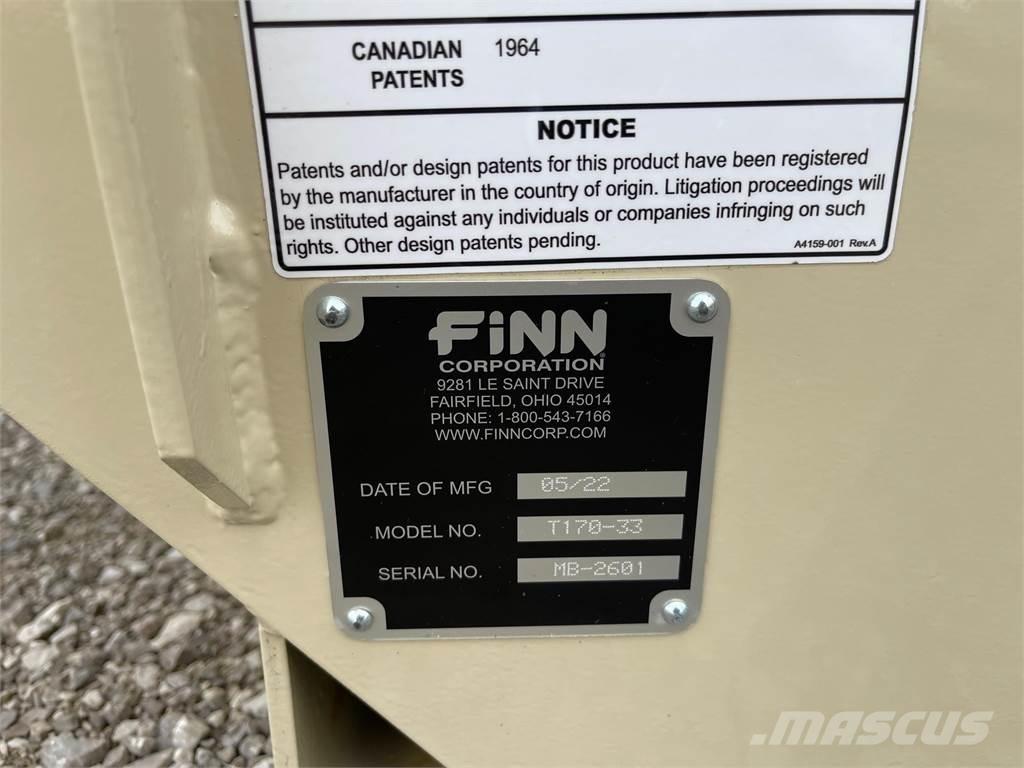 CANADIAN PATENTS 1964
NOTICE
Patents and/or design patents for this product have been registered
by the manufacturer in the country of origin. Litigation proceedings will
be instituted against any individuals or companies infringing on such
rights. Other design patents pending.
A4159-001 Rev.A
FiNN
CORPORATION
9281 LE SAINT DRIVE
FAIRFIELD, OHIO 45014
PHONE: 1-800-543-7166
WWW.FINNCORP.COM
DATE OF MFG 05/22
MODEL NO. T170-33
SERIAL NO. MB-2601
MASCUS